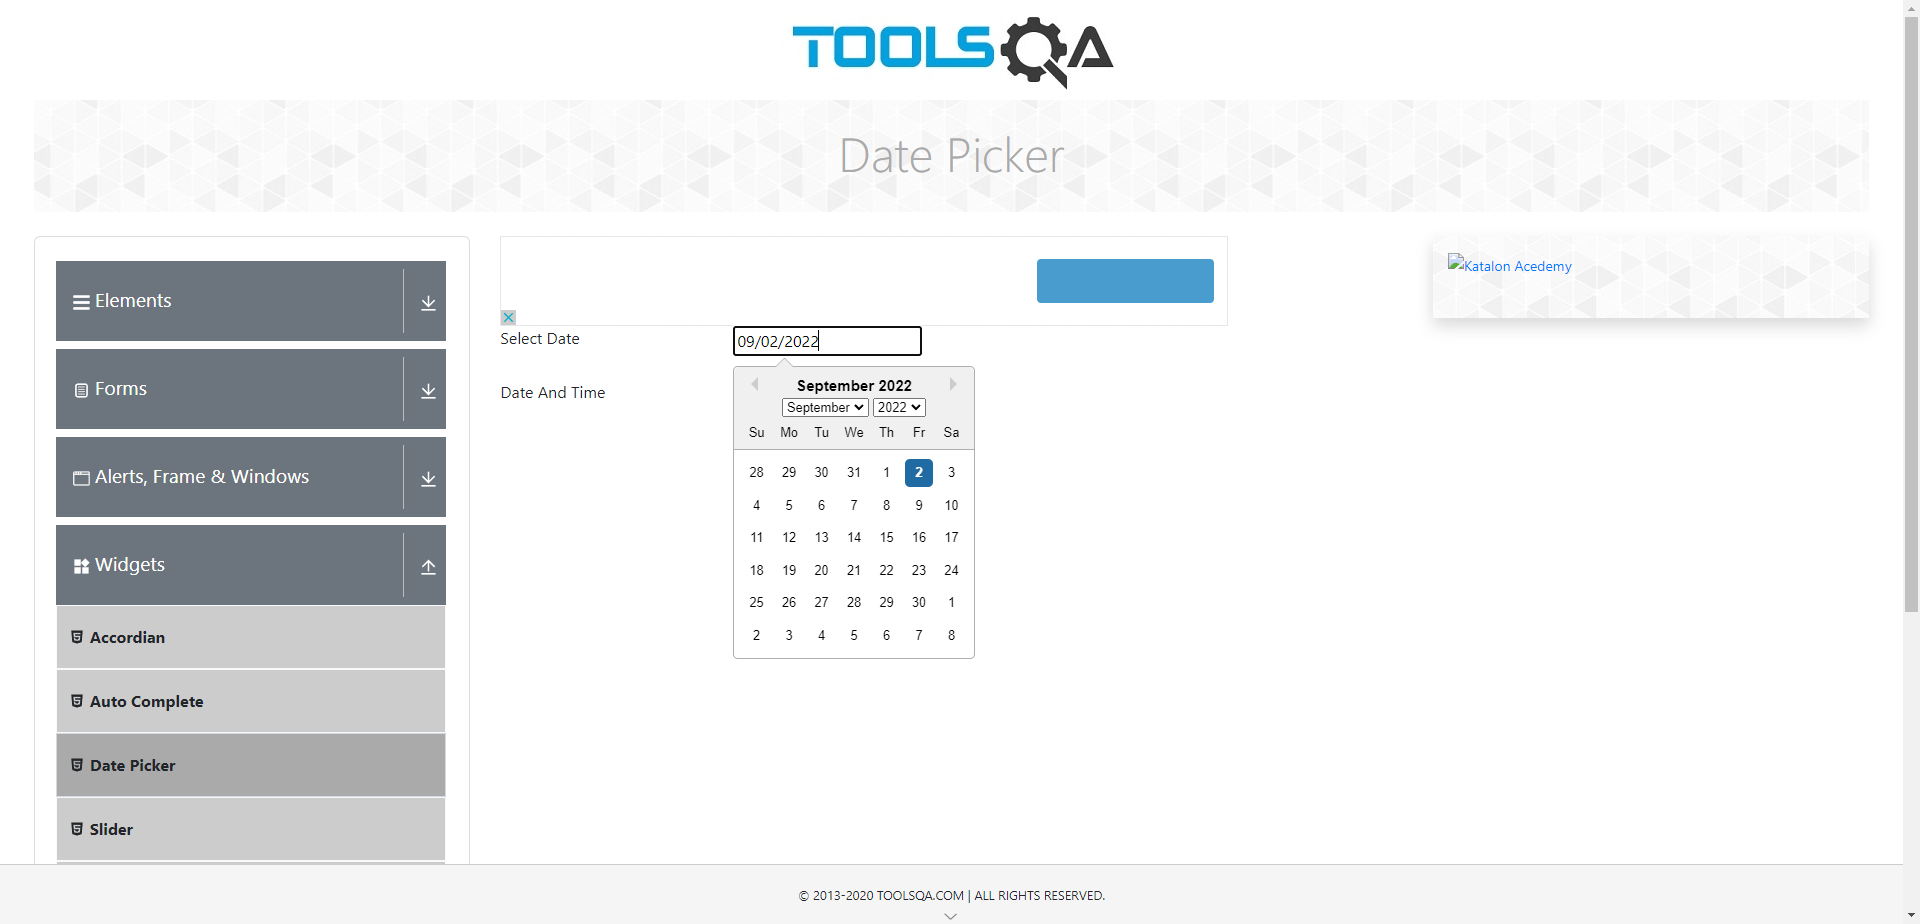 TOOLSQA
Date Picker
Elements
Forms
Alerts, Frame & Windows
Widgets
Accordian
Auto Complete
Date Picker
Slider
Select Date
09/02/2022
Date And Time
September 2022
September 2022
Su Mo Tu We Th Fr Sa
28 29 30 31 1 2 3
4 5 6 7 8 9 10
11 12 13 14 15 16 17
18 19 20 21 22 23 24
25 26 27 28 29 30 1
2 3 4 5 6 7 8
Katalon Acedemy
© 2013-2020 TOOLSQA.COM | ALL RIGHTS RESERVED.